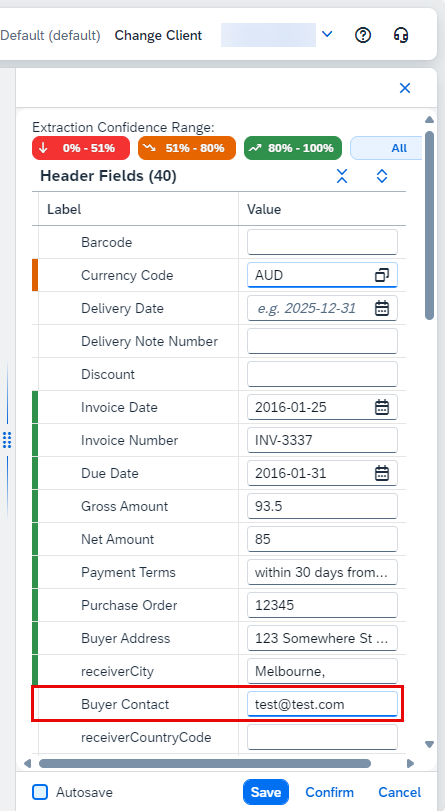 Default (default) Change Client
Extraction Confidence Range:
0% - 51% 51% - 80% 80% - 100% All
Header Fields (40)
Label Value
Barcode
Currency Code AUD
Delivery Date e.g. 2025-12-31
Delivery Note Number
Discount
Invoice Date 2016-01-25
Invoice Number INV-3337
Due Date 2016-01-31
Gross Amount 93.5
Net Amount 85
Payment Terms within 30 days from...
Purchase Order 12345
Buyer Address 123 Somewhere St ...
receiverCity Melbourne,
Buyer Contact test@test.com
receiverCountryCode
Autosave Save Confirm Cancel